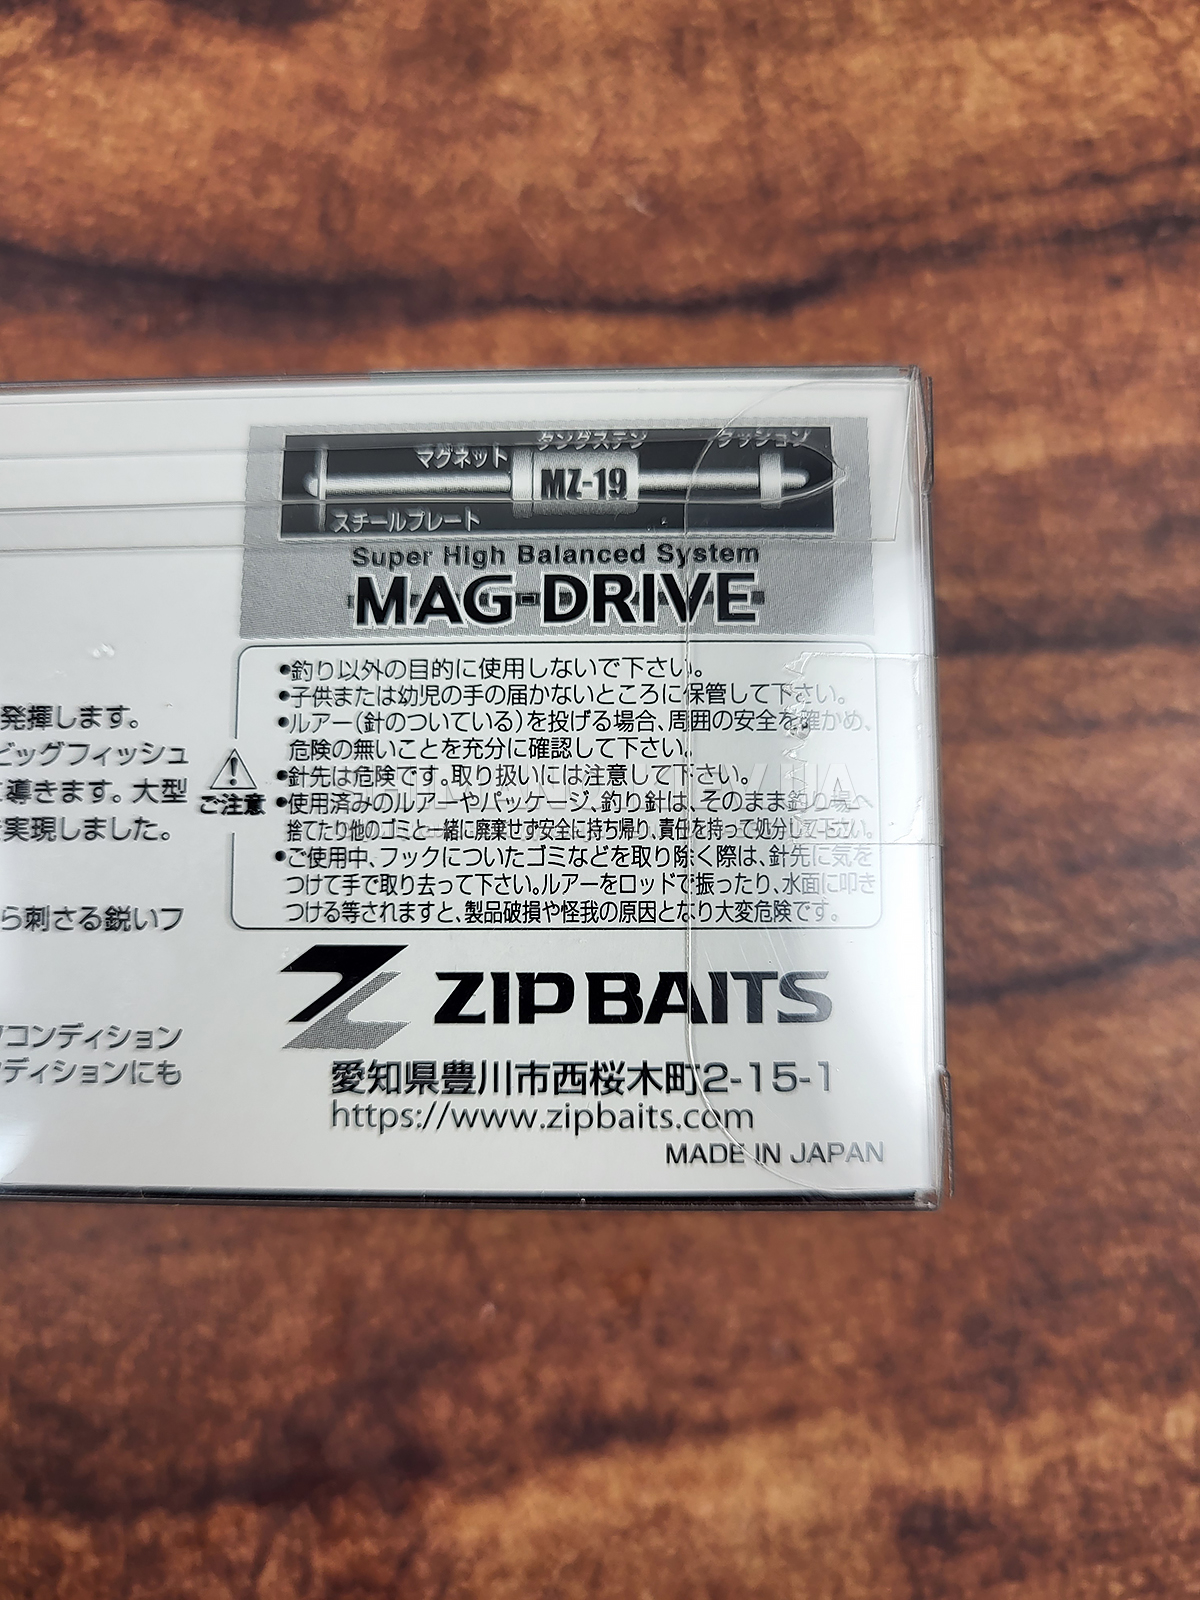 マグネット
タングステン
クッション
MZ-19
スチールプレート
Super High Balanced System
MAG-DRIVE
発揮します。
ビッグフィッシュ
導きます。大型
実現しました。
ら刺さる鋭いフ
コンディション
ディションにも
ご注意
●釣り以外の目的に使用しないで下さい。
●子供または幼児の手の届かないところに保管して下さい。
●ルアー(針のついている)を投げる場合、周囲の安全を確かめ、
危険の無いことを充分に確認して下さい。
●針先は危険です。取り扱いには注意して下さい。
●使用済みのルアーやパッケージ、釣り針は、そのまま釣り場へ
捨てたり他のゴミと一緒に廃棄せず安全に持ち帰り、責任を持って処分して下さい。
●ご使用中、フックについたゴミなどを取り除く際は、針先に気を
つけて手で取り去って下さい。ルアーをロッドで振ったり、水面に叩き
つける等されますと、製品破損や怪我の原因となり大変危険です。
ZIPBAITS
愛知県豊川市西桜木町2-15-1
https://www.zipbaits.com
MADE IN JAPAN